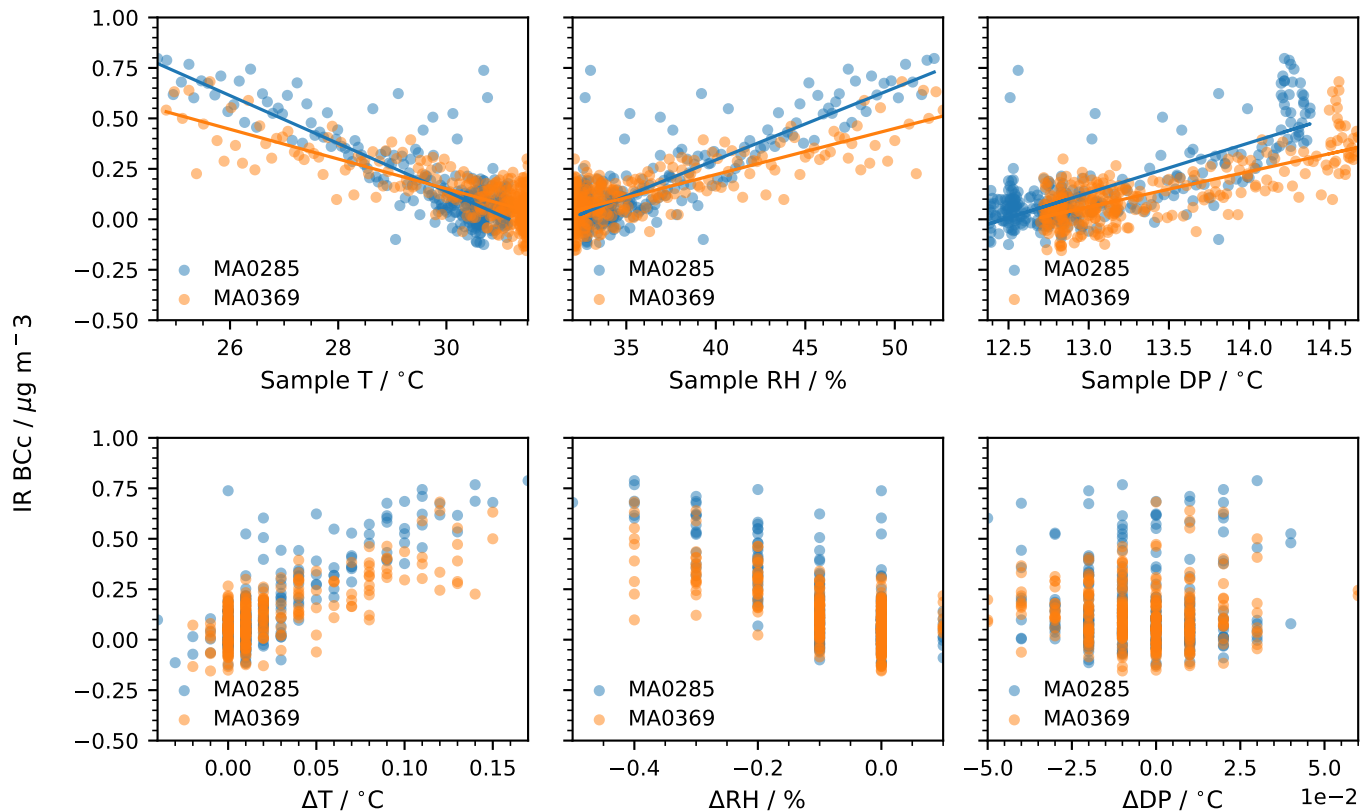 1.00
0.75
0.50
0.25
0.00
−0.25
−0.50
MA0285
MA0369
26 28 30
Sample T / °C
MA0285
MA0369
35 40 45 50
Sample RH / %
MA0285
MA0369
12.5 13.0 13.5 14.0 14.5
Sample DP / °C
IR BCc / μg m⁻3
1.00
0.75
0.50
0.25
0.00
−0.25
−0.50
MA0285
MA0369
0.00 0.05 0.10 0.15
ΔT / °C
MA0285
MA0369
−0.4 −0.2 0.0
ΔRH / %
MA0285
MA0369
−5.0 −2.5 0.0 2.5 5.0
1e−2
ΔDP / °C